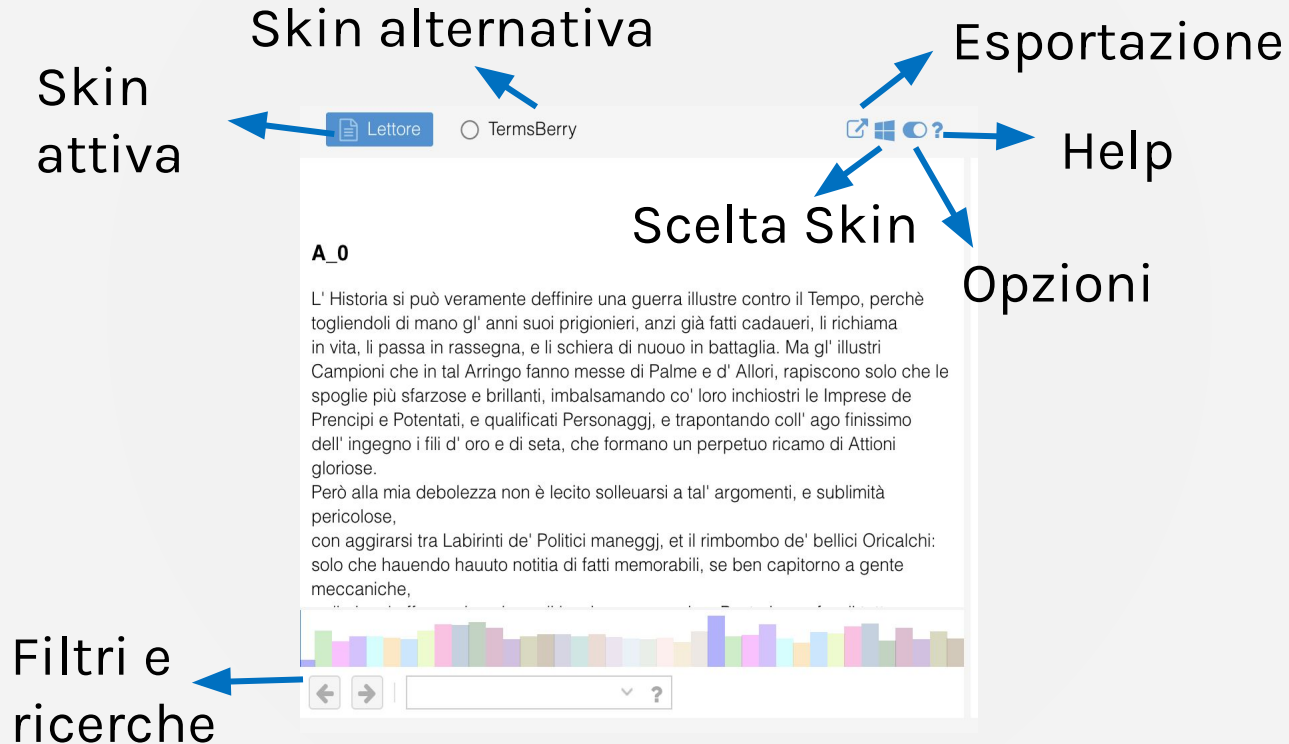 Skin alternativa
Esportazione
Skin
attiva
Lettore
TermsBerry
?
Help
Scelta Skin
Opzioni
A_0
L' Historia si può veramente deffinire una guerra illustre contro il Tempo, perchè
togliendoli di mano gl' anni suoi prigionieri, anzi già fatti cadaueri, li richiama
in vita, li passa in rassegna, e li schiera di nuouo in battaglia. Ma gl' illustri
Campioni che in tal Arringo fanno messe di Palme e d' Allori, rapiscono solo che le
spoglie più sfarzose e brillanti, imbalsamando co' loro inchiostri le Imprese de
Prencipi e Potentati, e qualificati Personaggj, e trapontando coll' ago finissimo
dell' ingegno i fili d' oro e di seta, che formano un perpetuo ricamo di Attioni
gloriose.
Però alla mia debolezza non è lecito solleuarsi a tal' argomenti, e sublimità
pericolose,
con aggirarsi tra Labirinti de' Politici maneggj, et il rimbombo de' bellici Oricalchi:
solo che hauendo hauuto notitia di fatti memorabili, se ben capitorno a gente
meccaniche,
Filtri e
ricerche
?